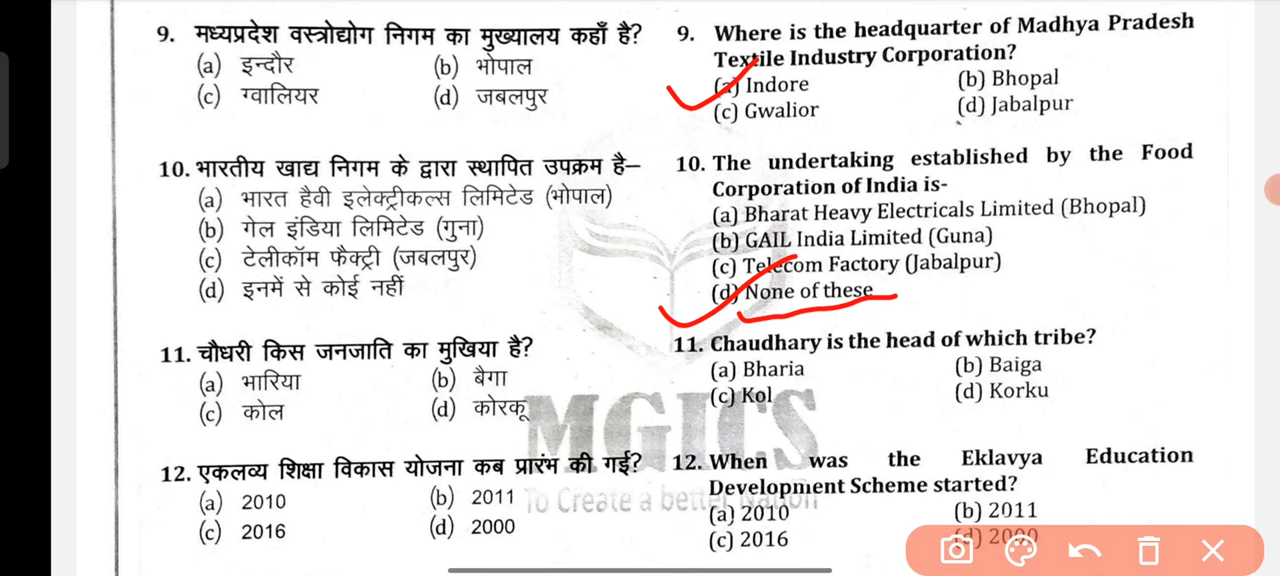 9. मध्यप्रदेश वस्त्रोद्योग निगम का मुख्यालय कहाँ है?
(a) इन्दौर (b) भोपाल
(c) ग्वालियर (d) जबलपुर
10. भारतीय खाद्य निगम के द्वारा स्थापित उपक्रम है–
(a) भारत हैवी इलेक्ट्रीकल्स लिमिटेड (भोपाल)
(b) गेल इंडिया लिमिटेड (गुना)
(c) टेलीकॉम फैक्ट्री (जबलपुर)
(d) इनमें से कोई नहीं
11. चौधरी किस जनजाति का मुखिया है?
(a) भारिया (b) बैगा
(c) कोल (d) कोरकू
12. एकलव्य शिक्षा विकास योजना कब प्रारंभ की गई?
(a) 2010 (b) 2011
(c) 2016 (d) 2000
9. Where is the headquarter of Madhya Pradesh
Textile Industry Corporation?
(a) Indore (b) Bhopal
(c) Gwalior (d) Jabalpur
10. The undertaking established by the Food
Corporation of India is-
(a) Bharat Heavy Electricals Limited (Bhopal)
(b) GAIL India Limited (Guna)
(c) Telecom Factory (Jabalpur)
(d) None of these
11. Chaudhary is the head of which tribe?
(a) Bharia (b) Baiga
(c) Kol (d) Korku
12. When was the Eklavya Education
Development Scheme started?
(a) 2010 (b) 2011
(c) 2016 (d) 2000
MGICS
To Create a better Nation